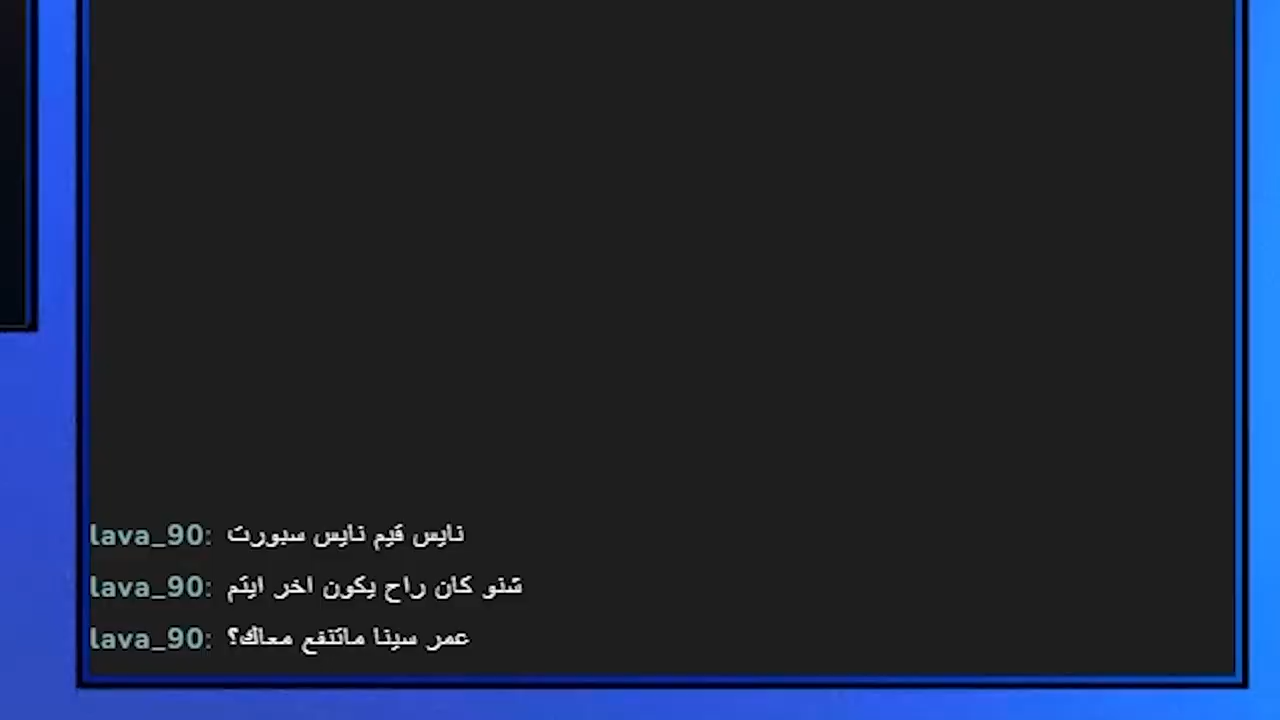 lava_90: نايس قيم نايس سبورت
lava_90: شنو كان راح يكون اخر ايتم
lava_90: عمر سينا ماتنفع معاك؟